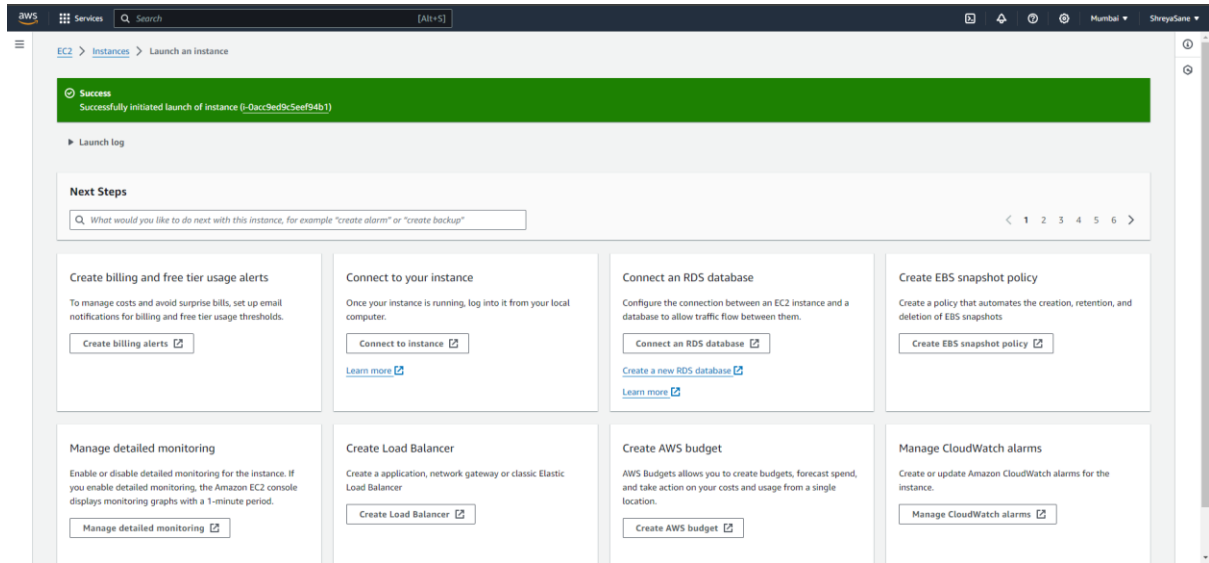 aws Services Search [Alt+S] Mumbai ShreyaSane
EC2 > Instances > Launch an instance
Success
Successfully initiated launch of instance (i-0acc9ed9c5eef94b1)
Launch log
Next Steps
What would you like to do next with this instance, for example "create alarm" or "create backup"
< 1 2 3 4 5 6 >
Create billing and free tier usage alerts
To manage costs and avoid surprise bills, set up email
notifications for billing and free tier usage thresholds.
Create billing alerts
Connect to your instance
Once your instance is running, log into it from your local
computer.
Connect to instance
Learn more
Connect an RDS database
Configure the connection between an EC2 instance and a
database to allow traffic flow between them.
Connect an RDS database
Create a new RDS database
Learn more
Create EBS snapshot policy
Create a policy that automates the creation, retention, and
deletion of EBS snapshots
Create EBS snapshot policy
Manage detailed monitoring
Enable or disable detailed monitoring for the instance. If
you enable detailed monitoring, the Amazon EC2 console
displays monitoring graphs with a 1-minute period.
Manage detailed monitoring
Create Load Balancer
Create a application, network gateway or classic Elastic
Load Balancer
Create Load Balancer
Create AWS budget
AWS Budgets allows you to create budgets, forecast spend,
and take action on your costs and usage from a single
location.
Create AWS budget
Manage CloudWatch alarms
Create or update Amazon CloudWatch alarms for the
instance.
Manage CloudWatch alarms